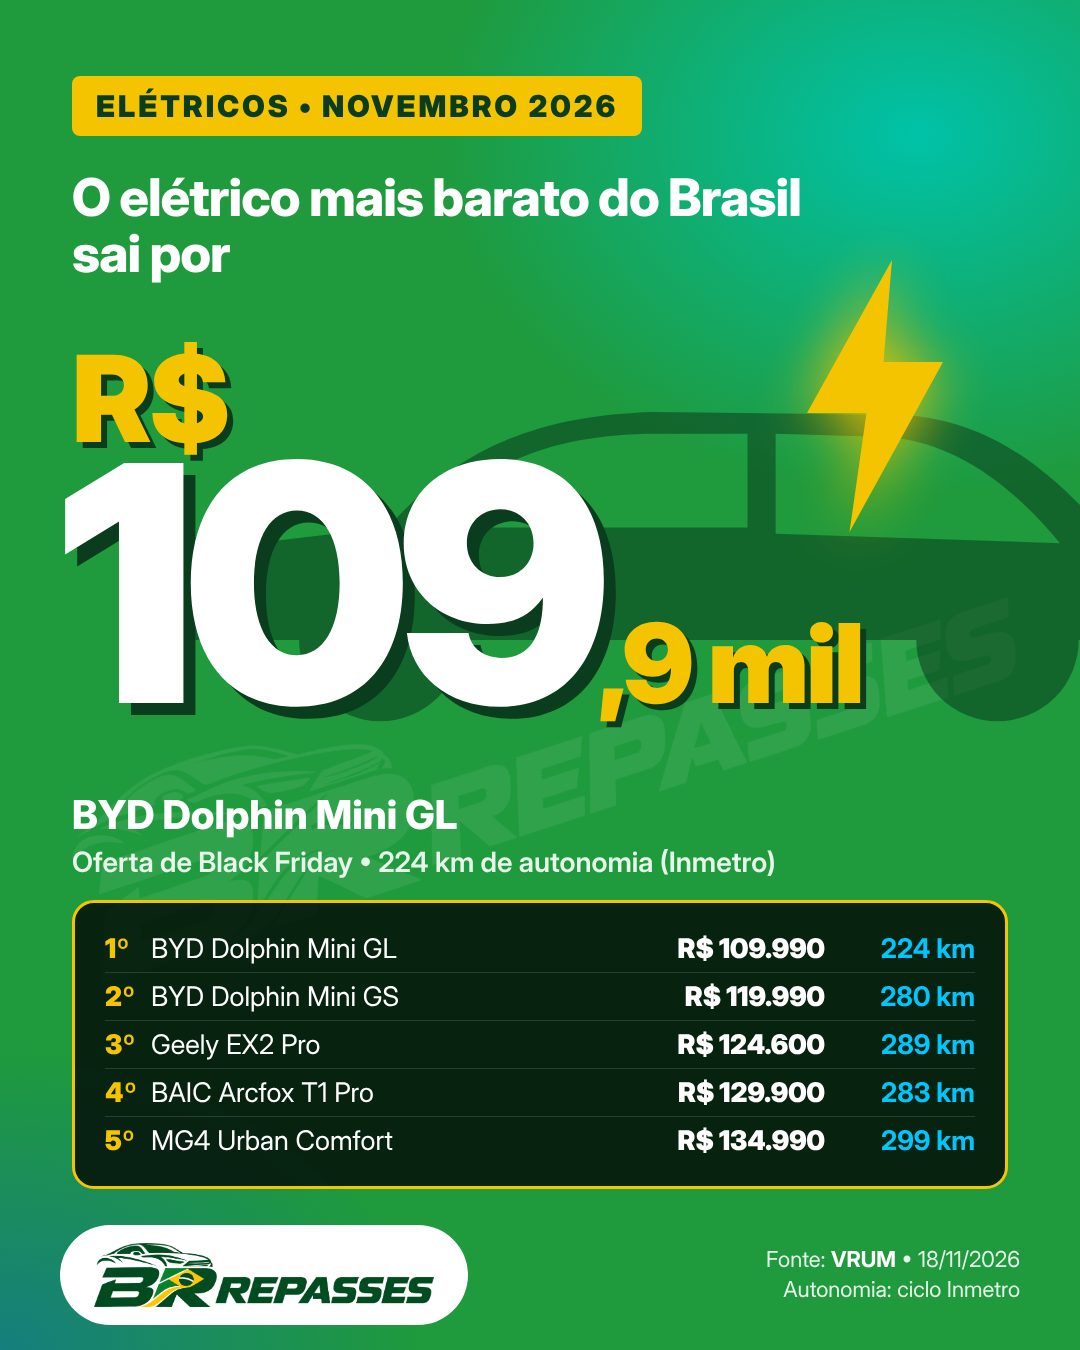 ELÉTRICOS • NOVEMBRO 2026
O elétrico mais barato do Brasil
sai por
R$
109,9 mil
BRREPASSES
BYD Dolphin Mini GL
Oferta de Black Friday • 224 km de autonomia (Inmetro)
1º BYD Dolphin Mini GL R$ 109.990 224 km
2º BYD Dolphin Mini GS R$ 119.990 280 km
3º Geely EX2 Pro R$ 124.600 289 km
4º BAIC Arcfox T1 Pro R$ 129.900 283 km
5º MG4 Urban Comfort R$ 134.990 299 km
BRREPASSES
Fonte: VRUM • 18/11/2026
Autonomia: ciclo Inmetro